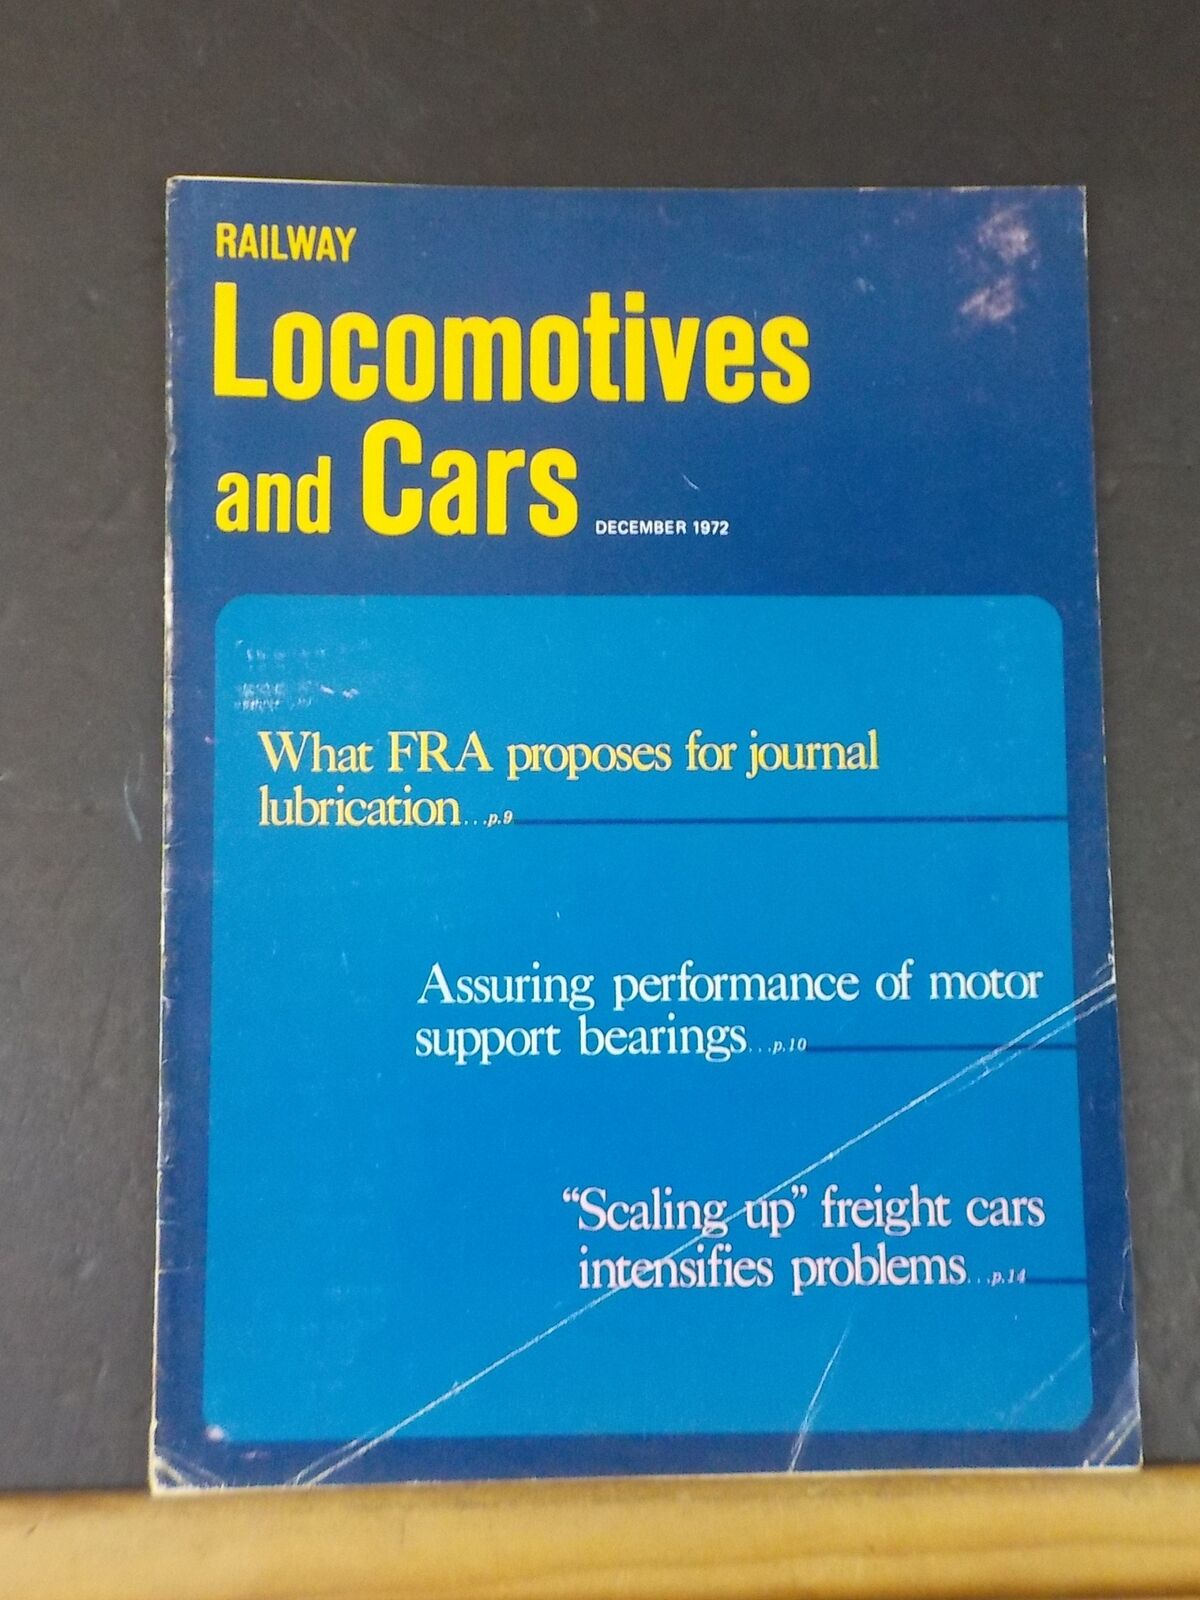 RAILWAY
Locomotives
and Cars DECEMBER 1972
What FRA proposes for journal
lubrication...p.9
Assuring performance of motor
support bearings...p.10
“Scaling up” freight cars
intensifies problems...p.14